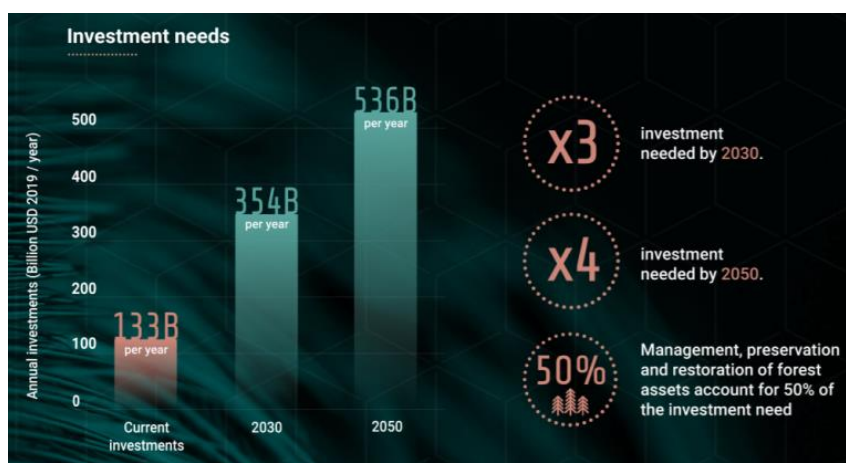 Investment needs
Annual investments (Billion USD 2019 / year)
500
400
300
200
100
0
133B
per year
354B
per year
536B
per year
Current
investments
2030
2050
x3
investment
needed by 2030.
x4
investment
needed by 2050.
50%
Management, preservation
and restoration of forest
assets account for 50% of
the investment need